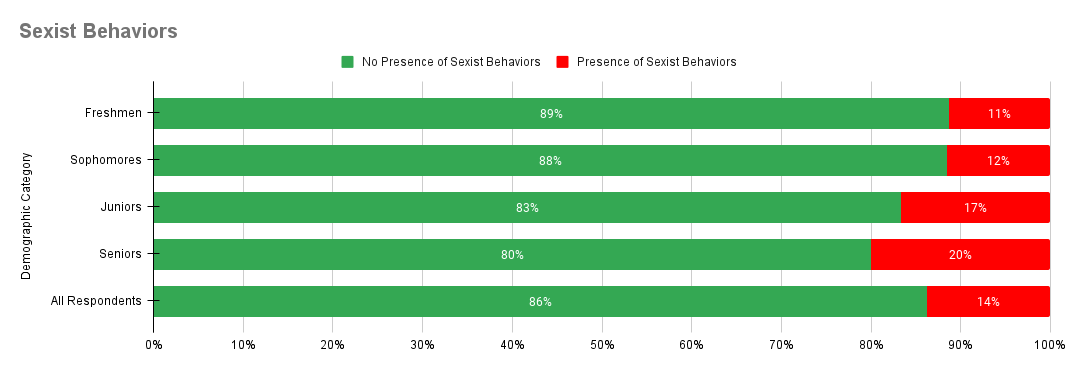 Sexist Behaviors
No Presence of Sexist Behaviors
Presence of Sexist Behaviors
Demographic Category
Freshmen
89%
11%
Sophomores
88%
12%
Juniors
83%
17%
Seniors
80%
20%
All Respondents
86%
14%
0%
10%
20%
30%
40%
50%
60%
70%
80%
90%
100%